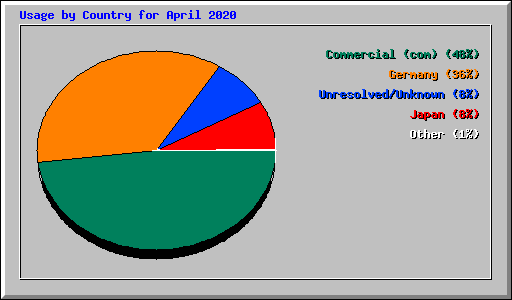 Usage by Country for April 2020
Commercial (com) (48%)
Germany (36%)
Unresolved/Unknown (8%)
Japan (8%)
Other (1%)